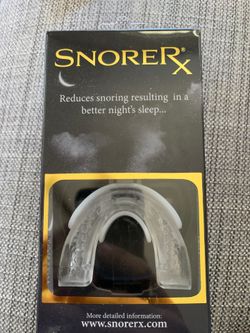 SNORERX®
Reduces snoring resulting in a
better night's sleep...
More detailed information:
www.snorerx.com